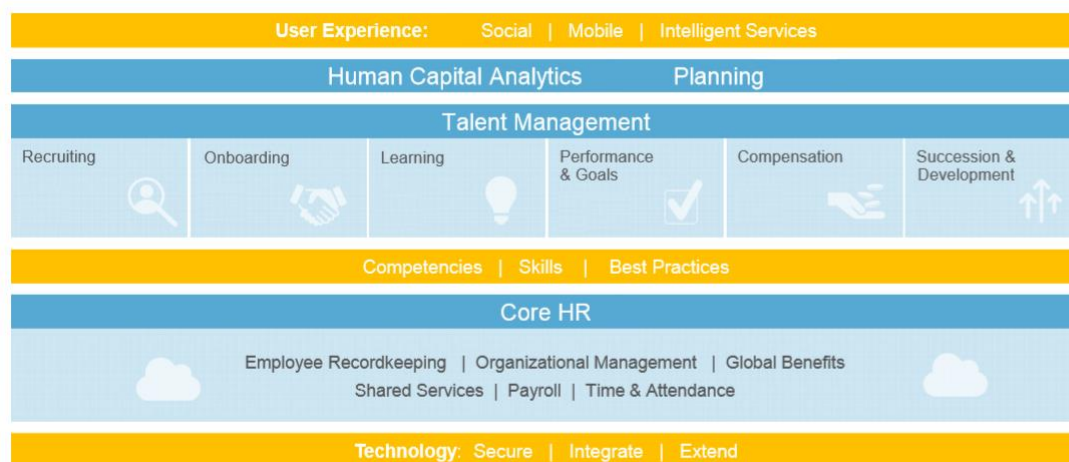 User Experience: Social | Mobile | Intelligent Services
Human Capital Analytics Planning
Talent Management
Recruiting
Onboarding
Learning
Performance
& Goals
Compensation
Succession &
Development
Competencies | Skills | Best Practices
Core HR
Employee Recordkeeping | Organizational Management | Global Benefits
Shared Services | Payroll | Time & Attendance
Technology: Secure | Integrate | Extend